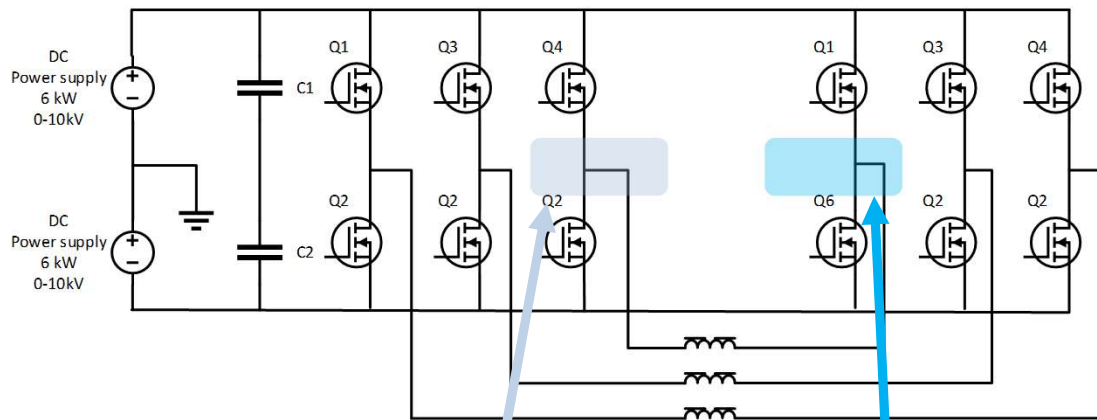 DC
Power supply
6 kW
0-10kV
+
−
C1
Q1
Q3
Q4
Q1
Q3
Q4
DC
Power supply
6 kW
0-10kV
+
−
C2
Q2
Q2
Q2
Q6
Q2
Q2